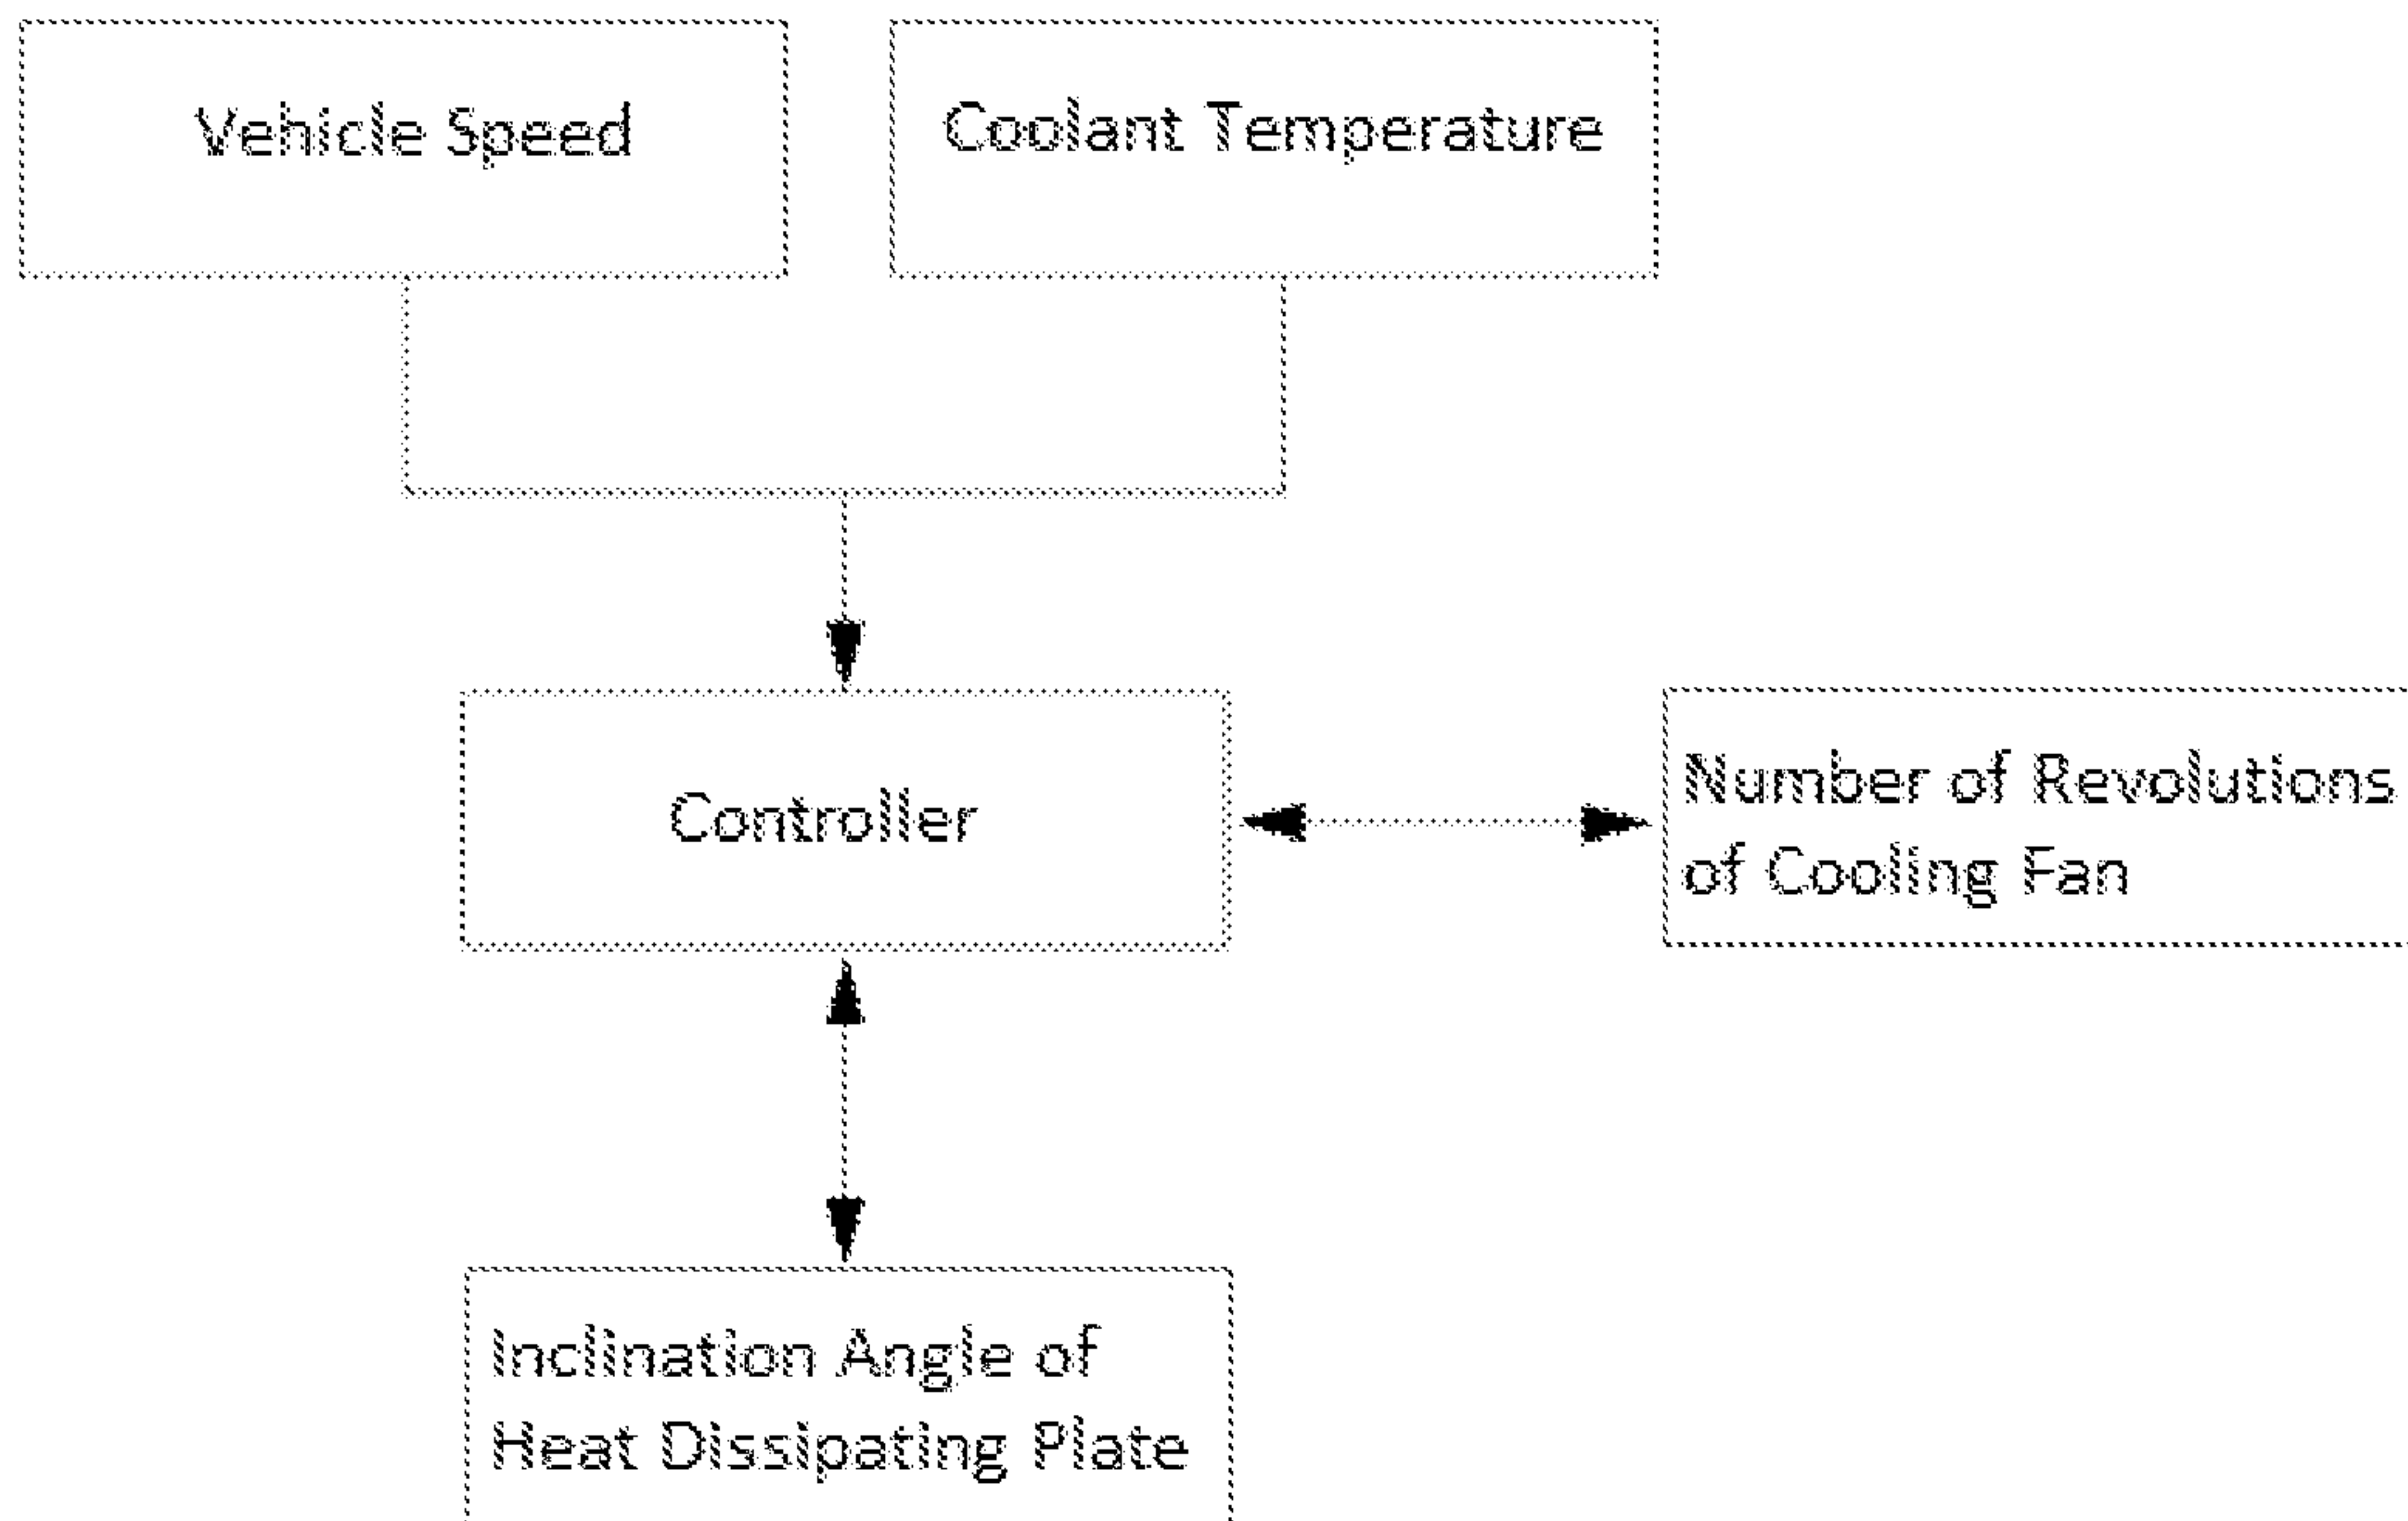 Vehicle Speed
Coolant Temperature
Controller
Number of Revolutions
of Cooling Fan
Inclination Angle of
Heat Dissipating Plate